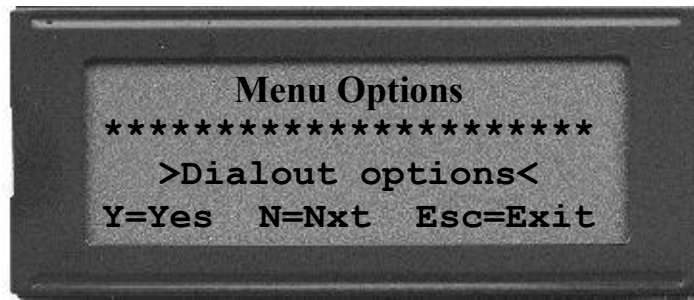 Menu Options
***********************
>Dialout options<
Y=Yes N=Nxt Esc=Exit